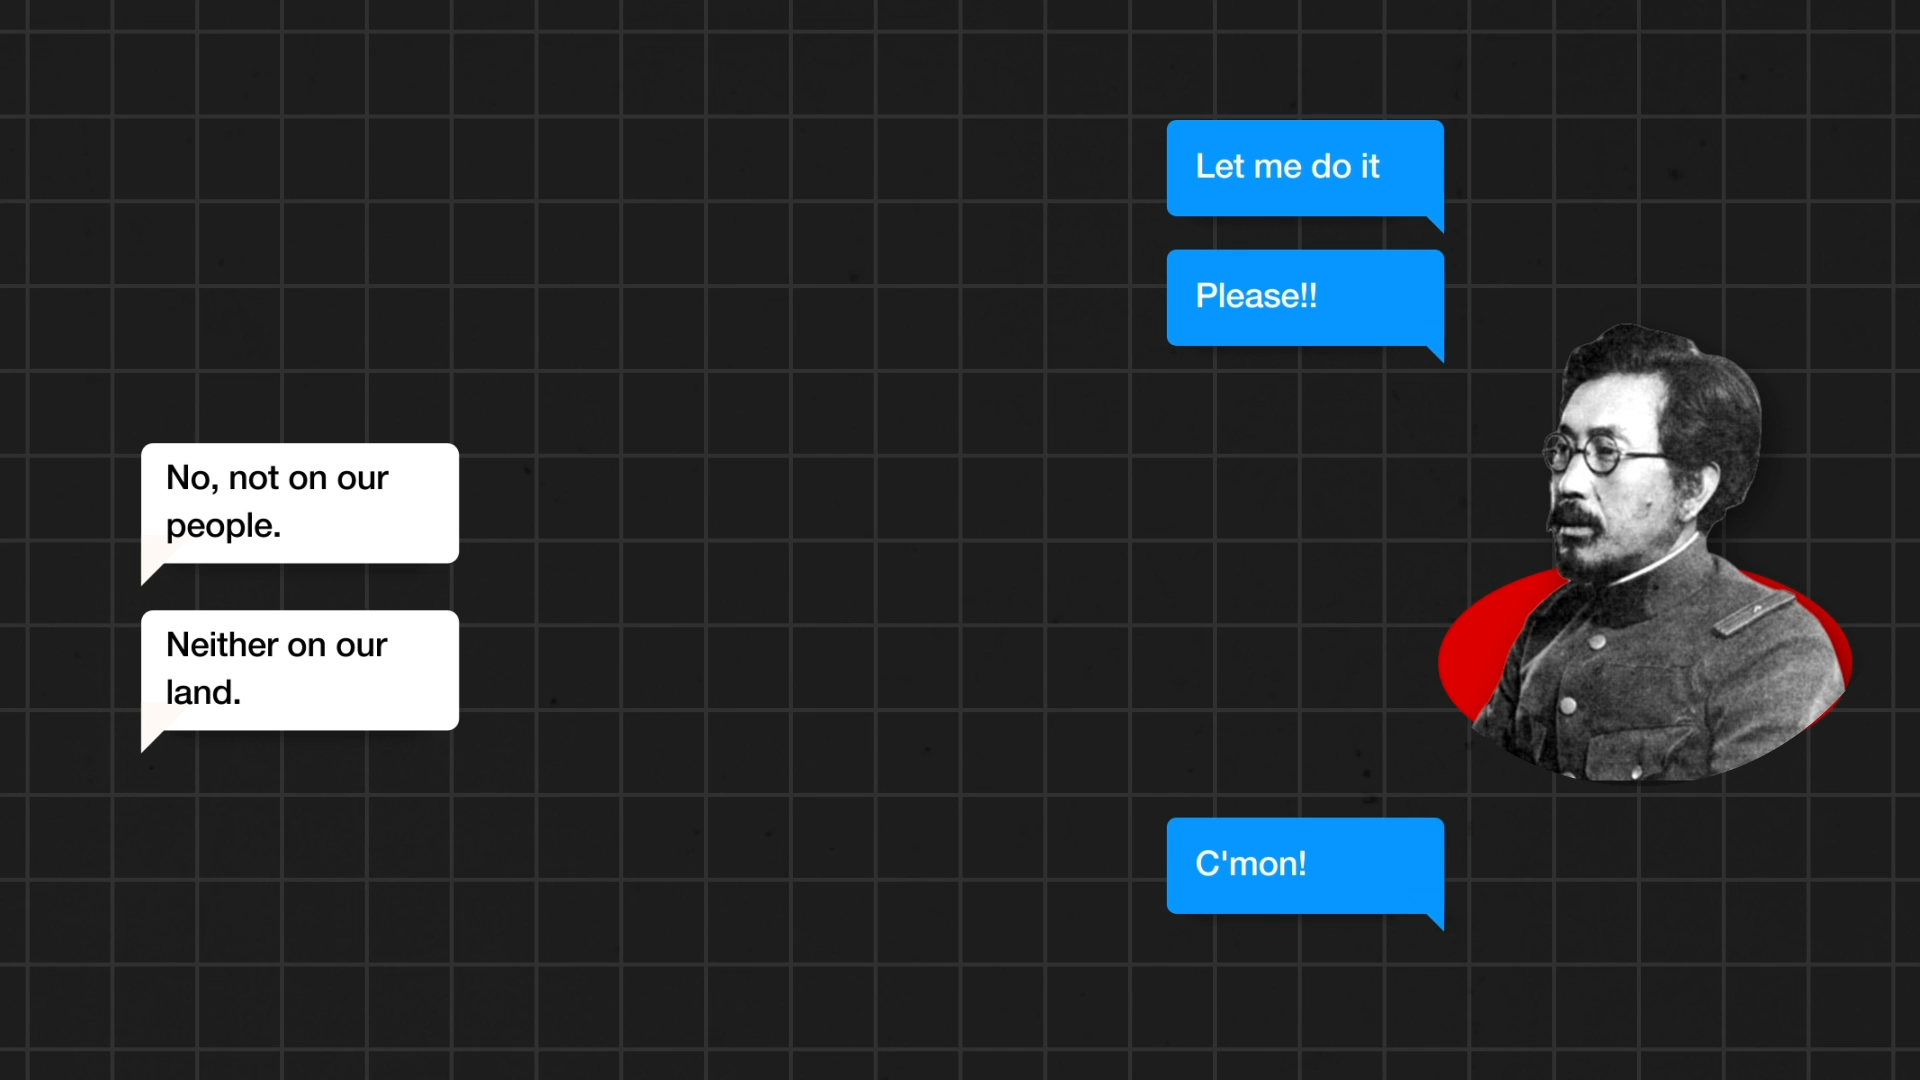 Let me do it
Please!!
No, not on our
people.
Neither on our
land.
C'mon!